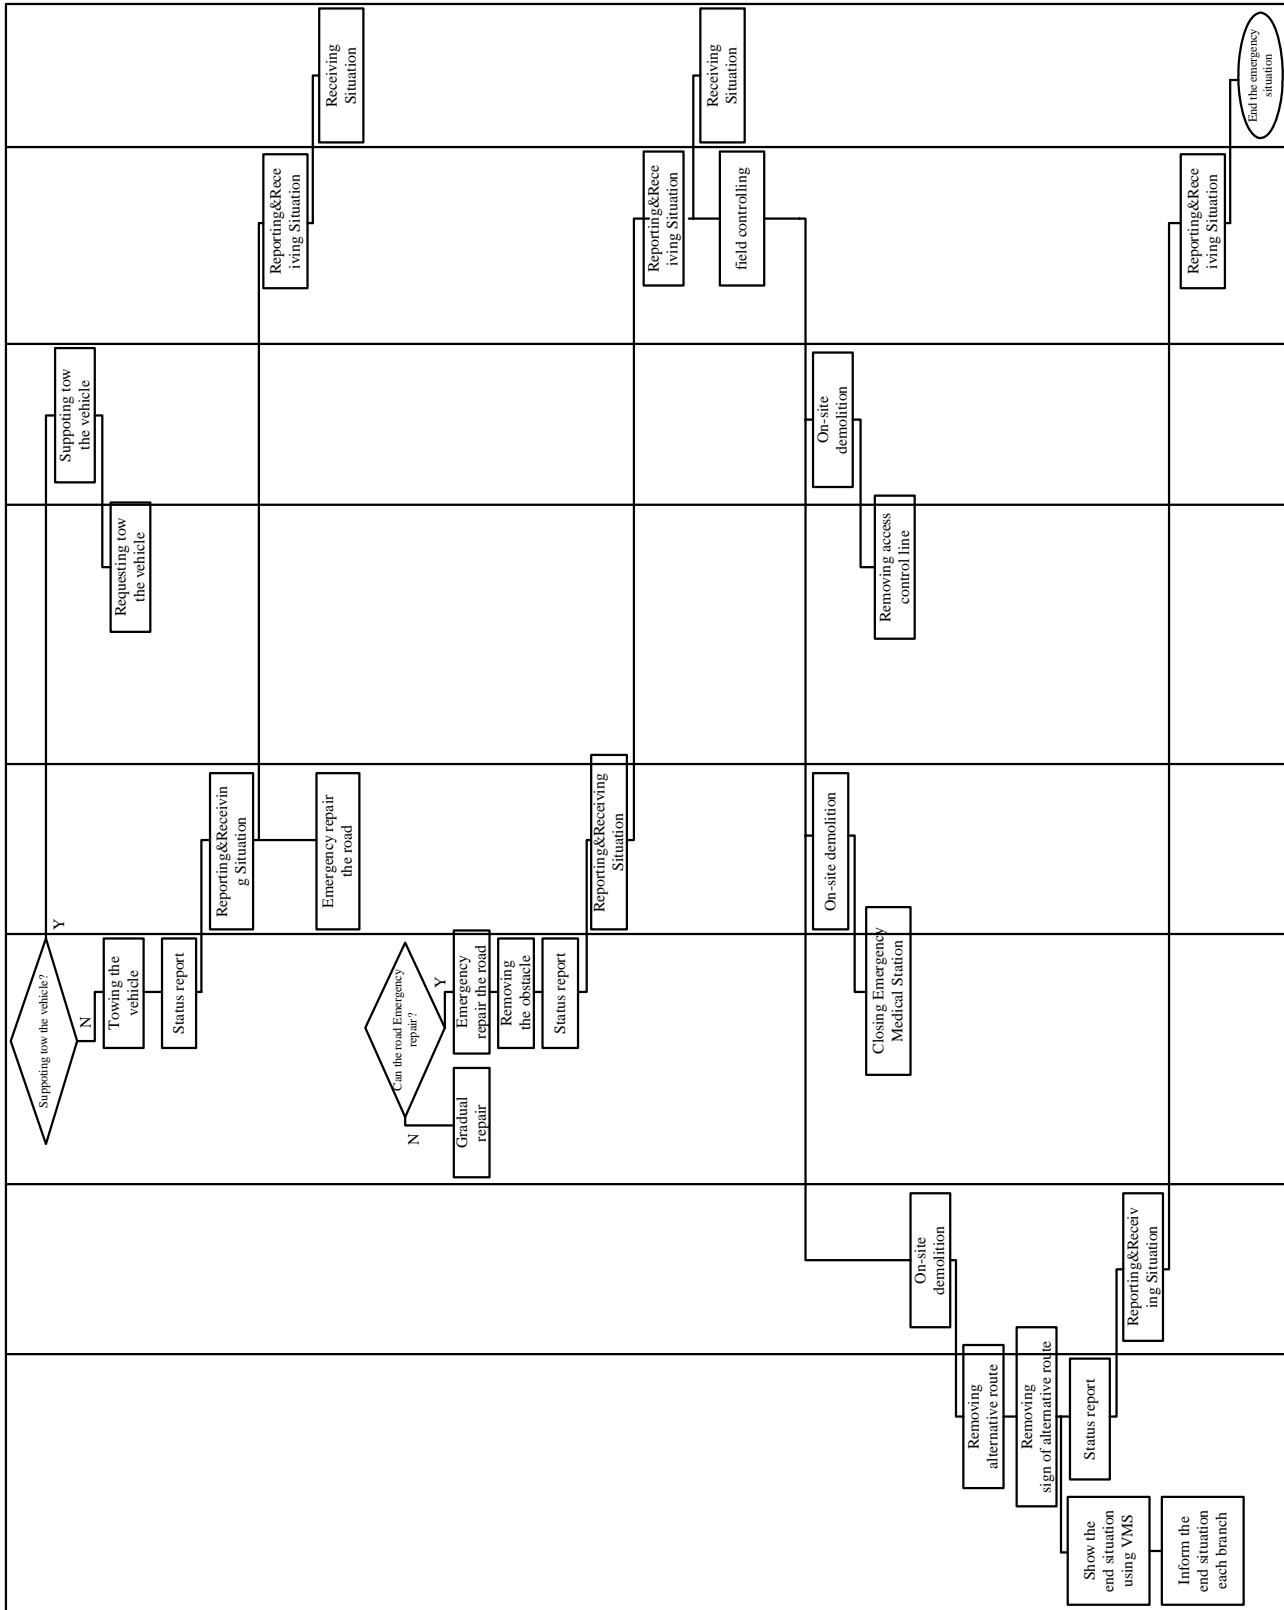 Suppoting tow the vehicle?
Y
N
Towing the
vehicle
Status report
Suppoting tow
the vehicle
Requesting tow
the vehicle
Reporting&Receivin
g Situation
Reporting&Rece
iving Situation
Receiving
Situation
Emergency repair
the road
Can the road Emergency
repair?
Y
N
Gradual
repair
Emergency
repair the road
Removing
the obstacle
Status report
Reporting&Receiving
Situation
Reporting&Rece
iving Situation
Receiving
Situation
field controlling
On-site
demolition
Removing access
control line
On-site demolition
Closing Emergency
Medical Station
On-site
demolition
Removing
alternative route
Removing
sign of alternative route
Status report
Show the
end situation
using VMS
Inform the
end situation
each branch
Reporting&Receiv
ing Situation
Reporting&Rece
iving Situation
End the emergency
situation